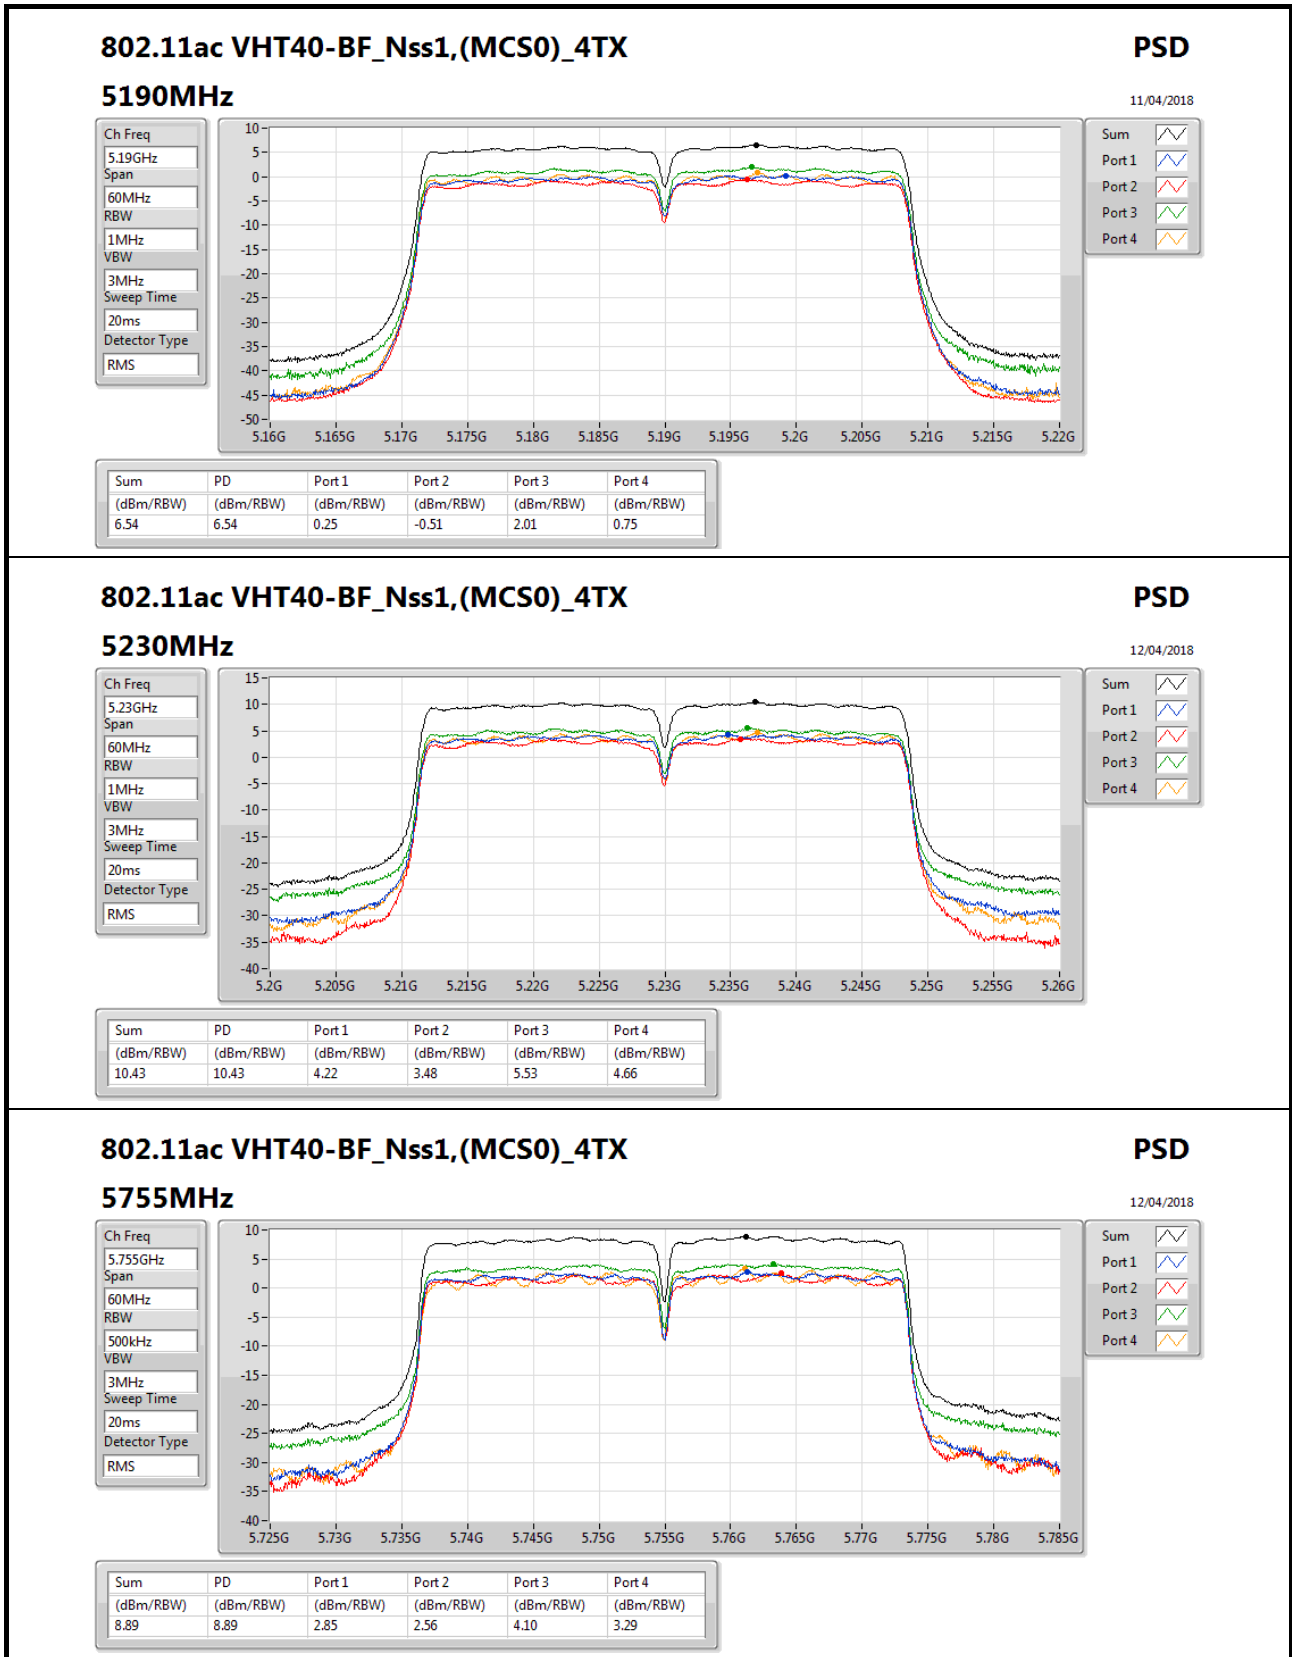 802.11ac VHT40-BF_Nss1,(MCS0)_4TX PSD
5190MHz
11/04/2018
Ch Freq
5.19GHz
Span
60MHz
RBW
1MHz
VBW
3MHz
Sweep Time
20ms
Detector Type
RMS
10
5
0
-5
-10
-15
-20
-25
-30
-35
-40
-45
-50
5.16G 5.165G 5.17G 5.175G 5.18G 5.185G 5.19G 5.195G 5.2G 5.205G 5.21G 5.215G 5.22G
Sum
Port 1
Port 2
Port 3
Port 4
Sum PD Port 1 Port 2 Port 3 Port 4
(dBm/RBW) (dBm/RBW) (dBm/RBW) (dBm/RBW) (dBm/RBW) (dBm/RBW)
6.54 6.54 0.25 -0.51 2.01 0.75
802.11ac VHT40-BF_Nss1,(MCS0)_4TX PSD
5230MHz
12/04/2018
Ch Freq
5.23GHz
Span
60MHz
RBW
1MHz
VBW
3MHz
Sweep Time
20ms
Detector Type
RMS
15
10
5
0
-5
-10
-15
-20
-25
-30
-35
-40
5.2G 5.205G 5.21G 5.215G 5.22G 5.225G 5.23G 5.235G 5.24G 5.245G 5.25G 5.255G 5.26G
Sum
Port 1
Port 2
Port 3
Port 4
Sum PD Port 1 Port 2 Port 3 Port 4
(dBm/RBW) (dBm/RBW) (dBm/RBW) (dBm/RBW) (dBm/RBW) (dBm/RBW)
10.43 10.43 4.22 3.48 5.53 4.66
802.11ac VHT40-BF_Nss1,(MCS0)_4TX PSD
5755MHz
12/04/2018
Ch Freq
5.755GHz
Span
60MHz
RBW
500kHz
VBW
3MHz
Sweep Time
20ms
Detector Type
RMS
10
5
0
-5
-10
-15
-20
-25
-30
-35
-40
5.725G 5.73G 5.735G 5.74G 5.745G 5.75G 5.755G 5.76G 5.765G 5.77G 5.775G 5.78G 5.785G
Sum
Port 1
Port 2
Port 3
Port 4
Sum PD Port 1 Port 2 Port 3 Port 4
(dBm/RBW) (dBm/RBW) (dBm/RBW) (dBm/RBW) (dBm/RBW) (dBm/RBW)
8.89 8.89 2.85 2.56 4.10 3.29